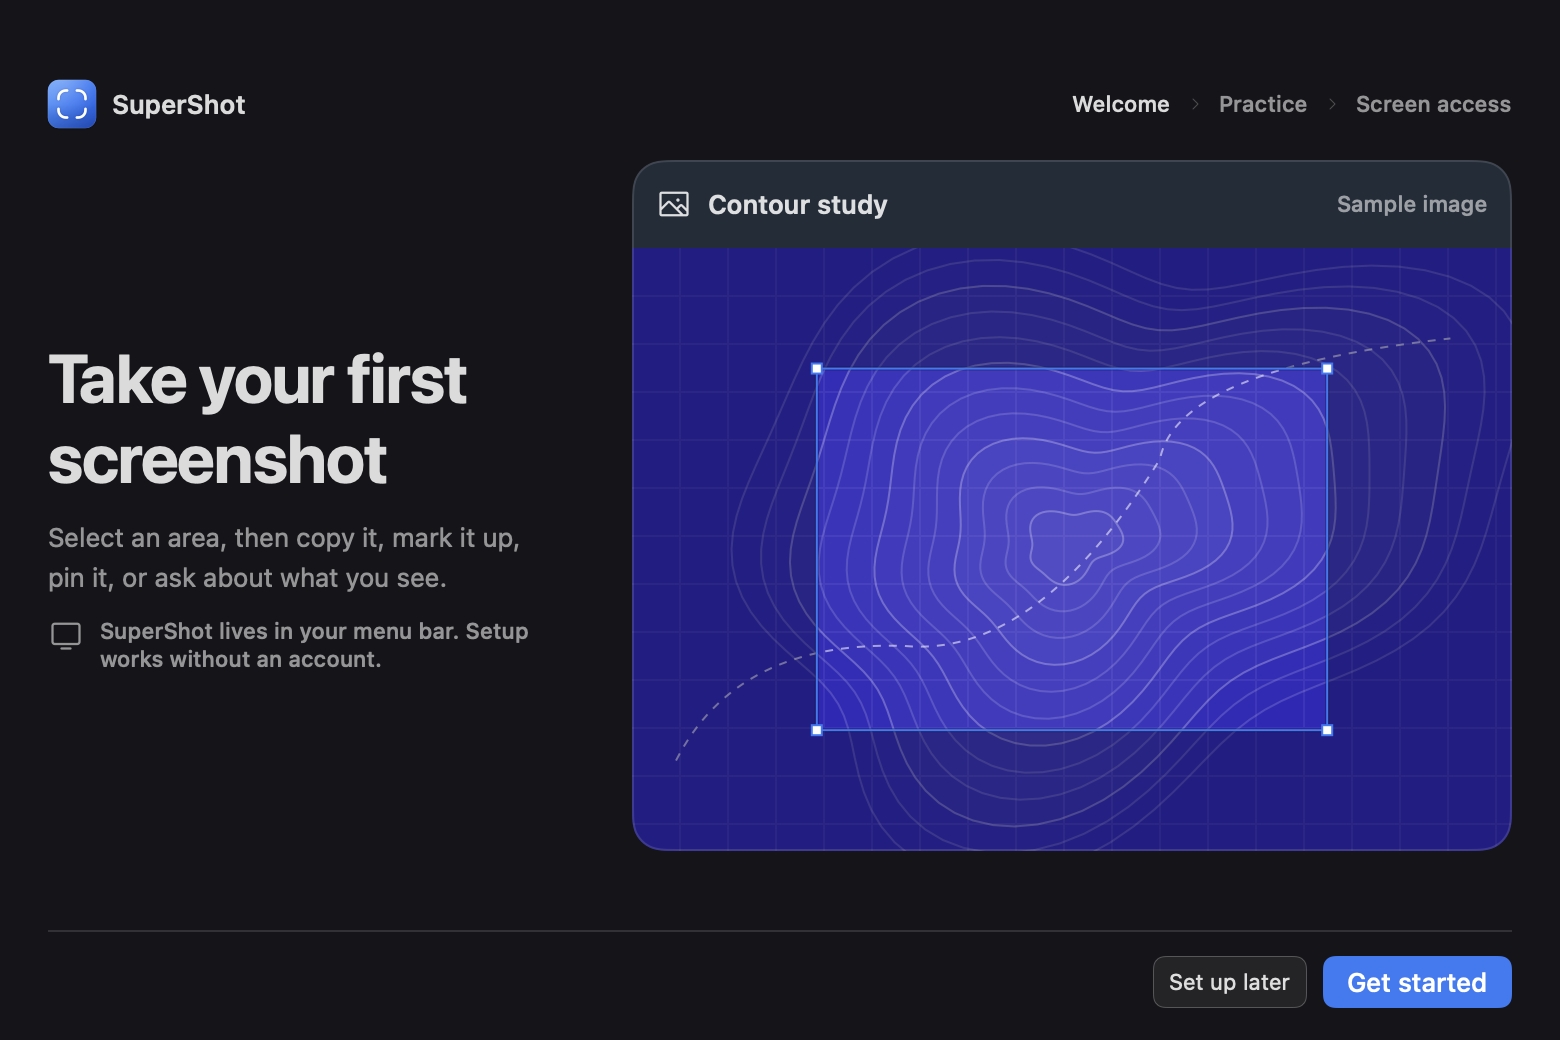 SuperShot
Welcome
Practice
Screen access
Contour study
Sample image
Take your first
screenshot
Select an area, then copy it, mark it up,
pin it, or ask about what you see.
SuperShot lives in your menu bar. Setup
works without an account.
Set up later
Get started